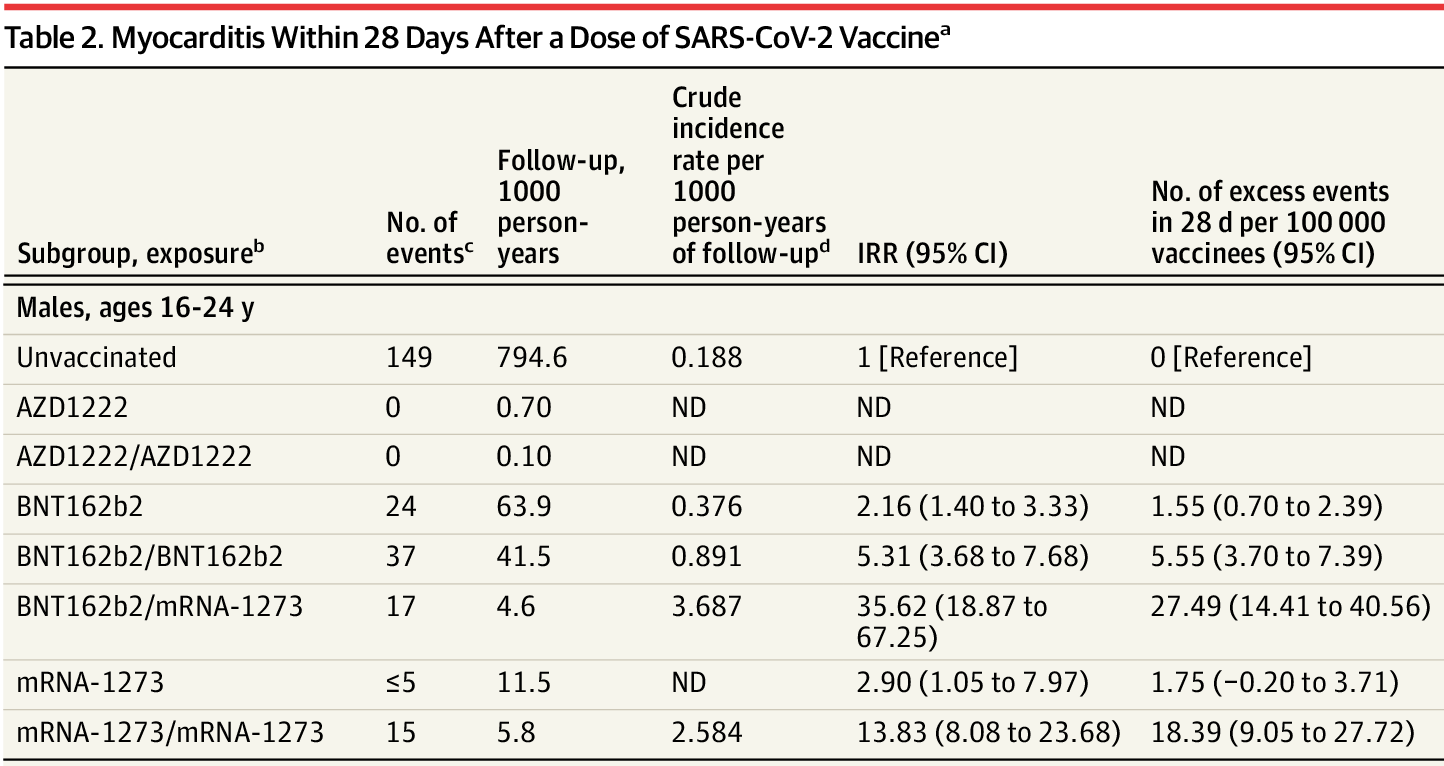 Table 2. Myocarditis Within 28 Days After a Dose of SARS-CoV-2 Vaccineᵃ
Subgroup, exposureᵇ
No. of
eventsᶜ
Follow-up,
1000
person-
years
Crude
incidence
rate per
1000
person-years
of follow-upᵈ
IRR (95% CI)
No. of excess events
in 28 d per 100 000
vaccinees (95% CI)
Males, ages 16-24 y
Unvaccinated 149 794.6 0.188 1 [Reference] 0 [Reference]
AZD1222 0 0.70 ND ND ND
AZD1222/AZD1222 0 0.10 ND ND ND
BNT162b2 24 63.9 0.376 2.16 (1.40 to 3.33) 1.55 (0.70 to 2.39)
BNT162b2/BNT162b2 37 41.5 0.891 5.31 (3.68 to 7.68) 5.55 (3.70 to 7.39)
BNT162b2/mRNA-1273 17 4.6 3.687 35.62 (18.87 to 27.49 (14.41 to 40.56)
67.25)
mRNA-1273 ≤5 11.5 ND 2.90 (1.05 to 7.97) 1.75 (−0.20 to 3.71)
mRNA-1273/mRNA-1273 15 5.8 2.584 13.83 (8.08 to 23.68) 18.39 (9.05 to 27.72)